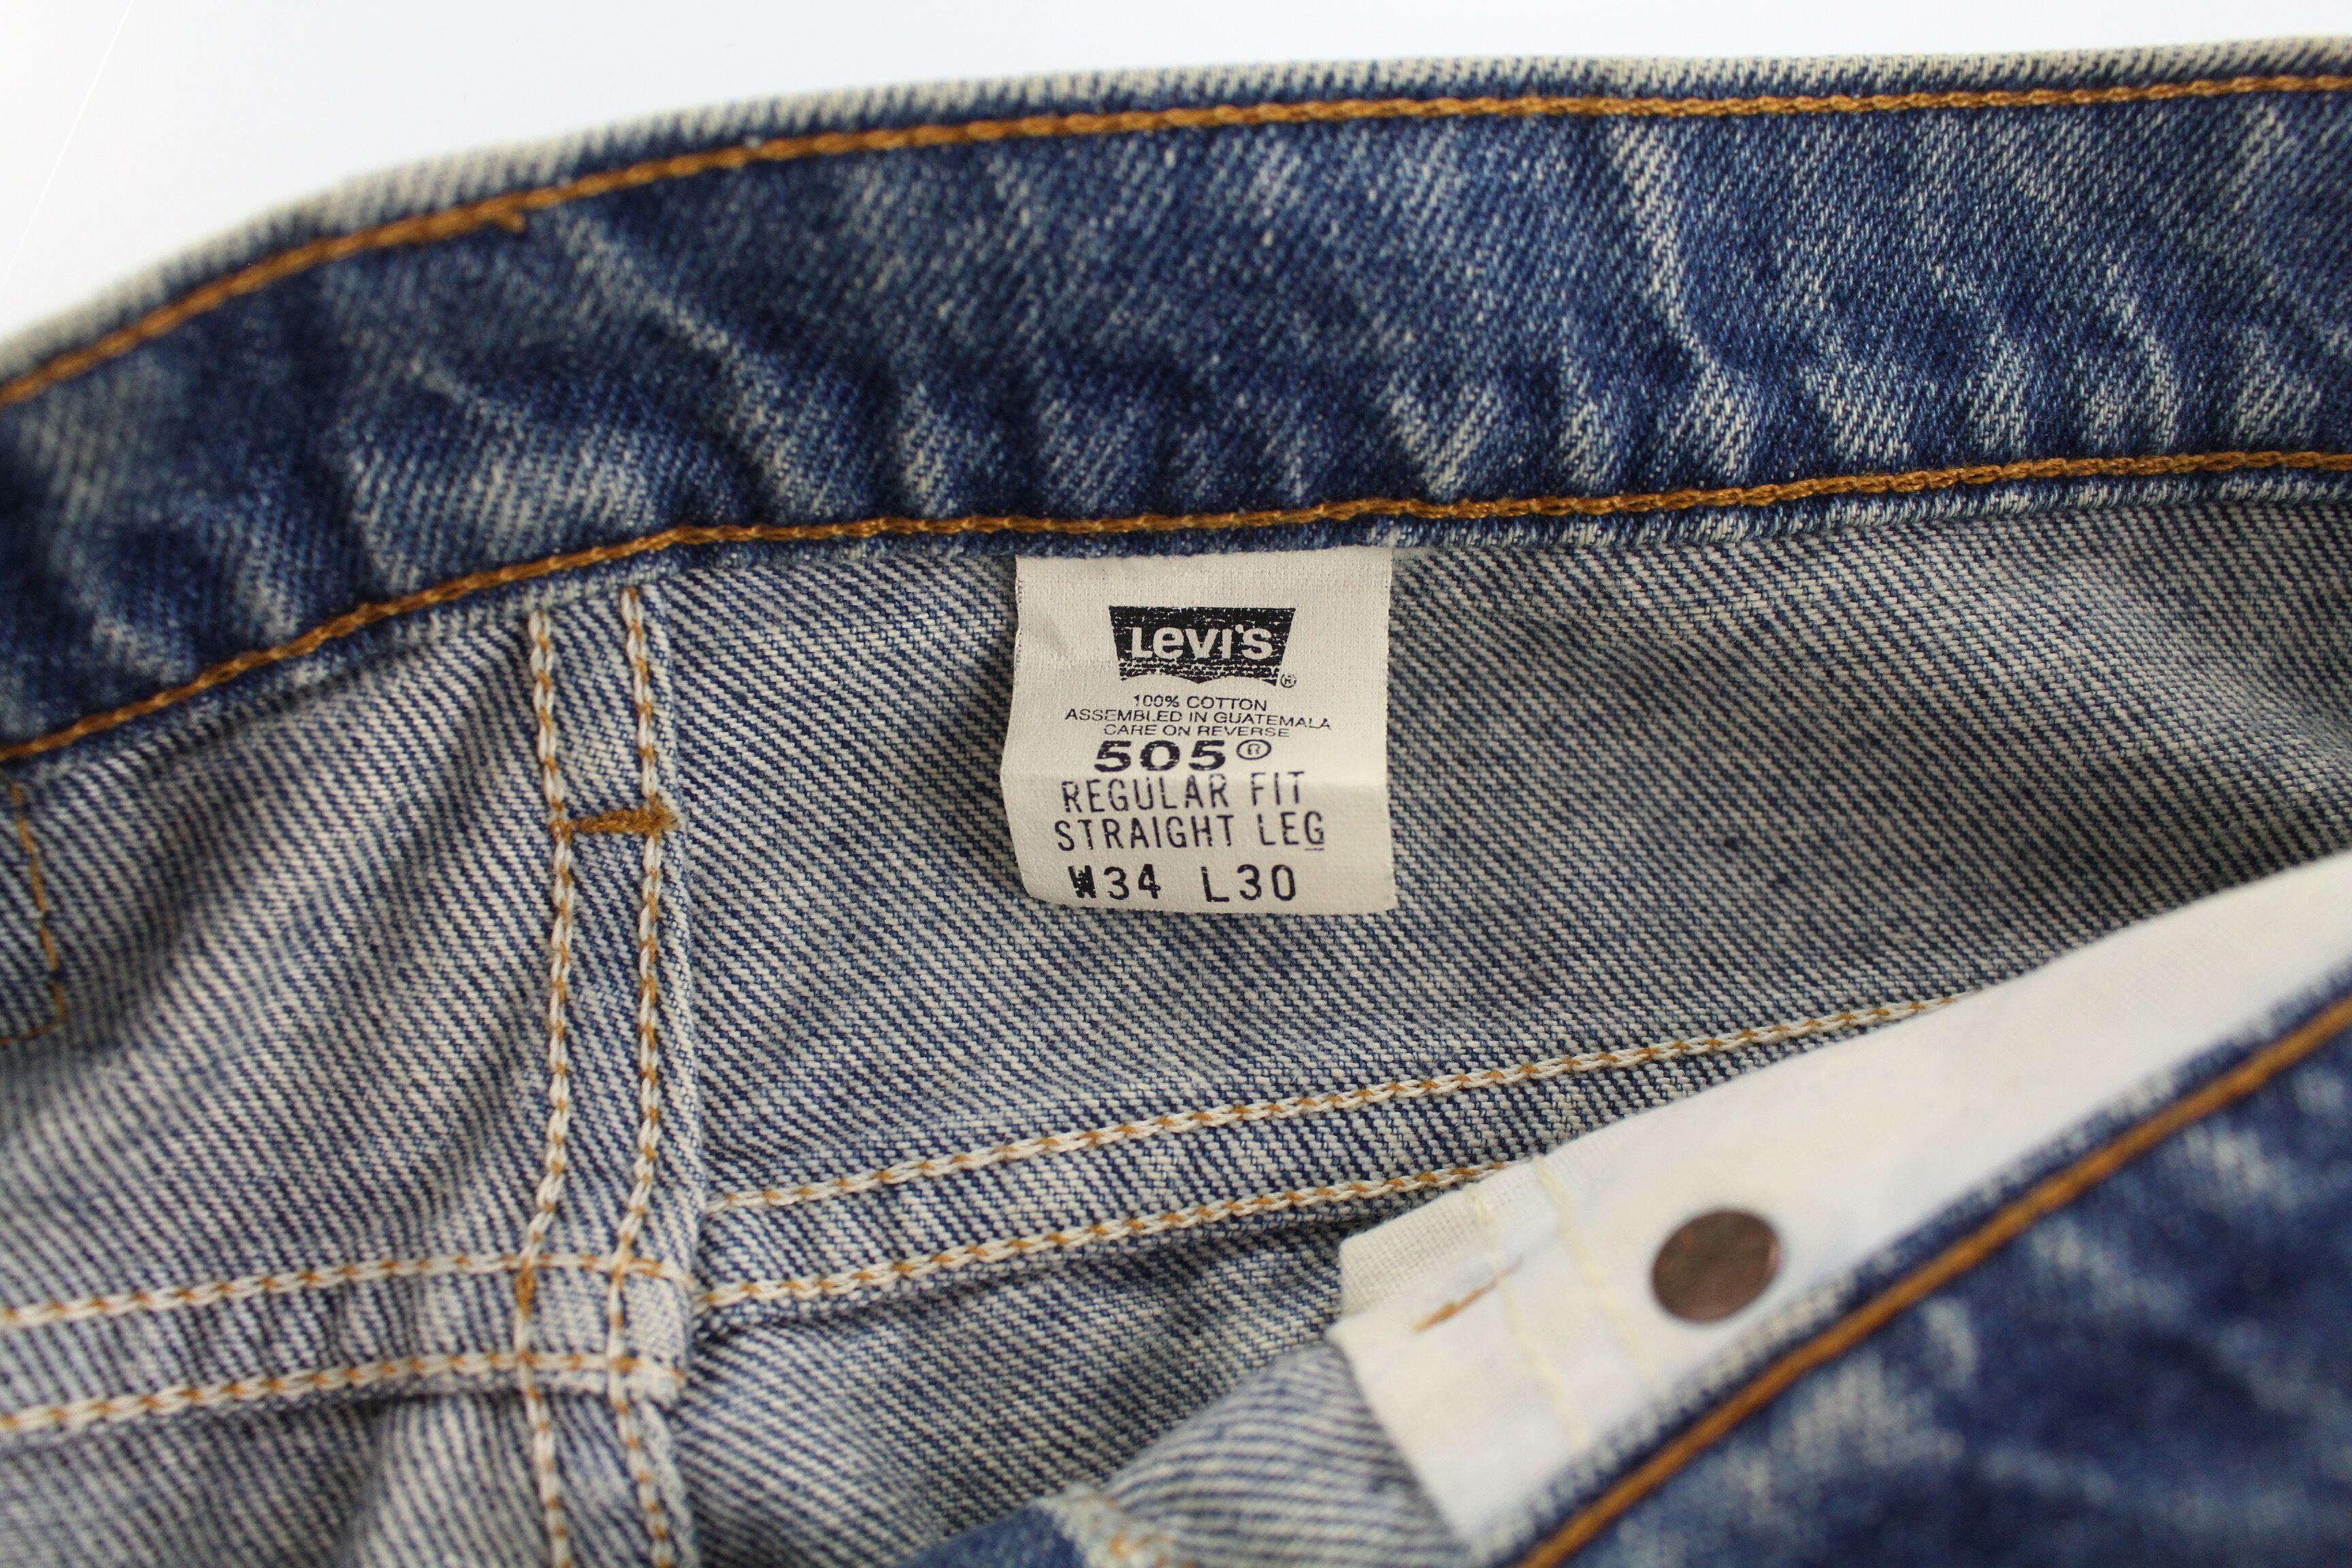 LEVI'S®
100% COTTON
ASSEMBLED IN GUATEMALA
CARE ON REVERSE
505®
REGULAR FIT
STRAIGHT LEG
W34 L30